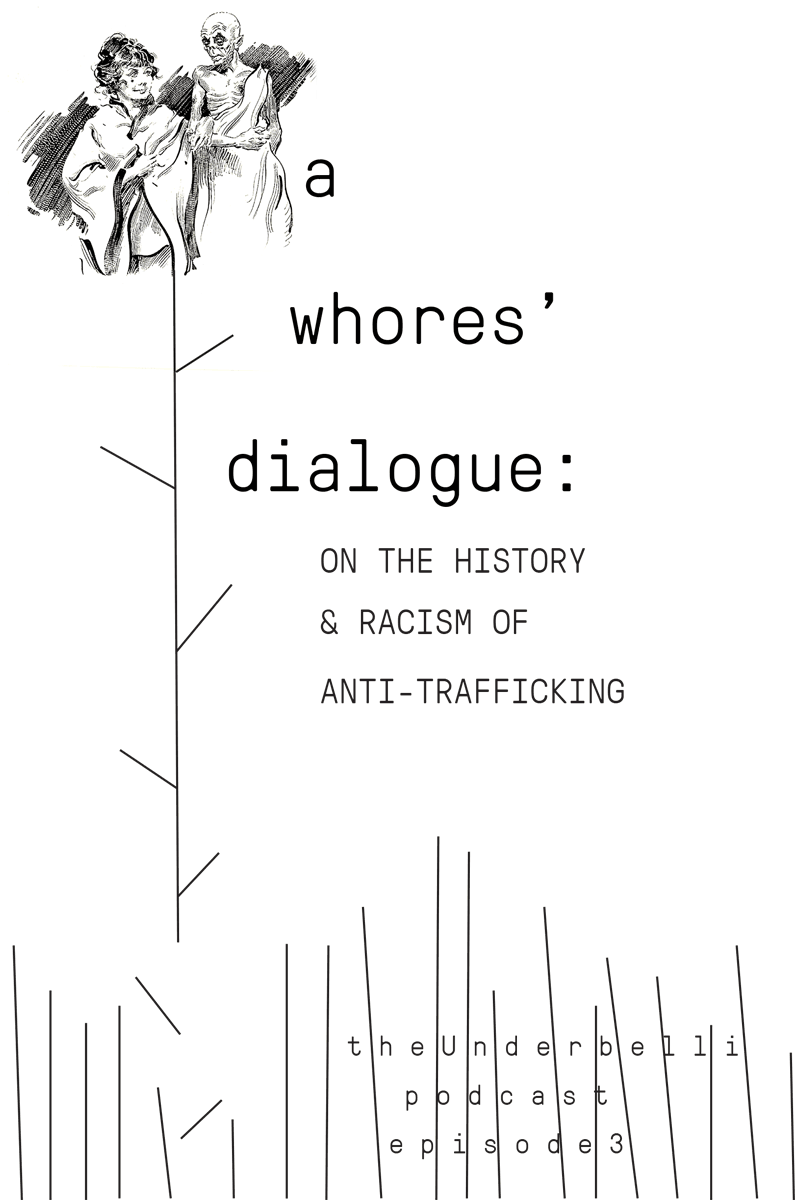 a
whores’
dialogue:
ON THE HISTORY
& RACISM OF
ANTI-TRAFFICKING
theUnderbelli
podcast
episode3